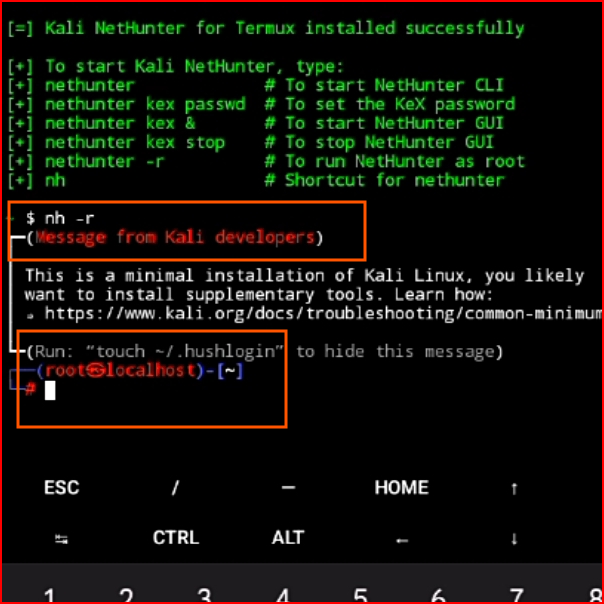 [=] Kali NetHunter for Termux installed successfully
[+] To start Kali NetHunter, type:
[+] nethunter # To start NetHunter CLI
[+] nethunter kex passwd # To set the KeX password
[+] nethunter kex & # To start NetHunter GUI
[+] nethunter kex stop # To stop NetHunter GUI
[+] nethunter -r # To run NetHunter as root
[+] nh # Shortcut for nethunter
$ nh -r
(Message from Kali developers)
This is a minimal installation of Kali Linux, you likely
want to install supplementary tools. Learn how:
https://www.kali.org/docs/troubleshooting/common-minimum
(Run: “touch ~/.hushlogin” to hide this message)
(root㉿localhost)-[~]
#
ESC / — HOME ↑
↹ CTRL ALT ← ↓
1 2 3 4 5 6 7 8